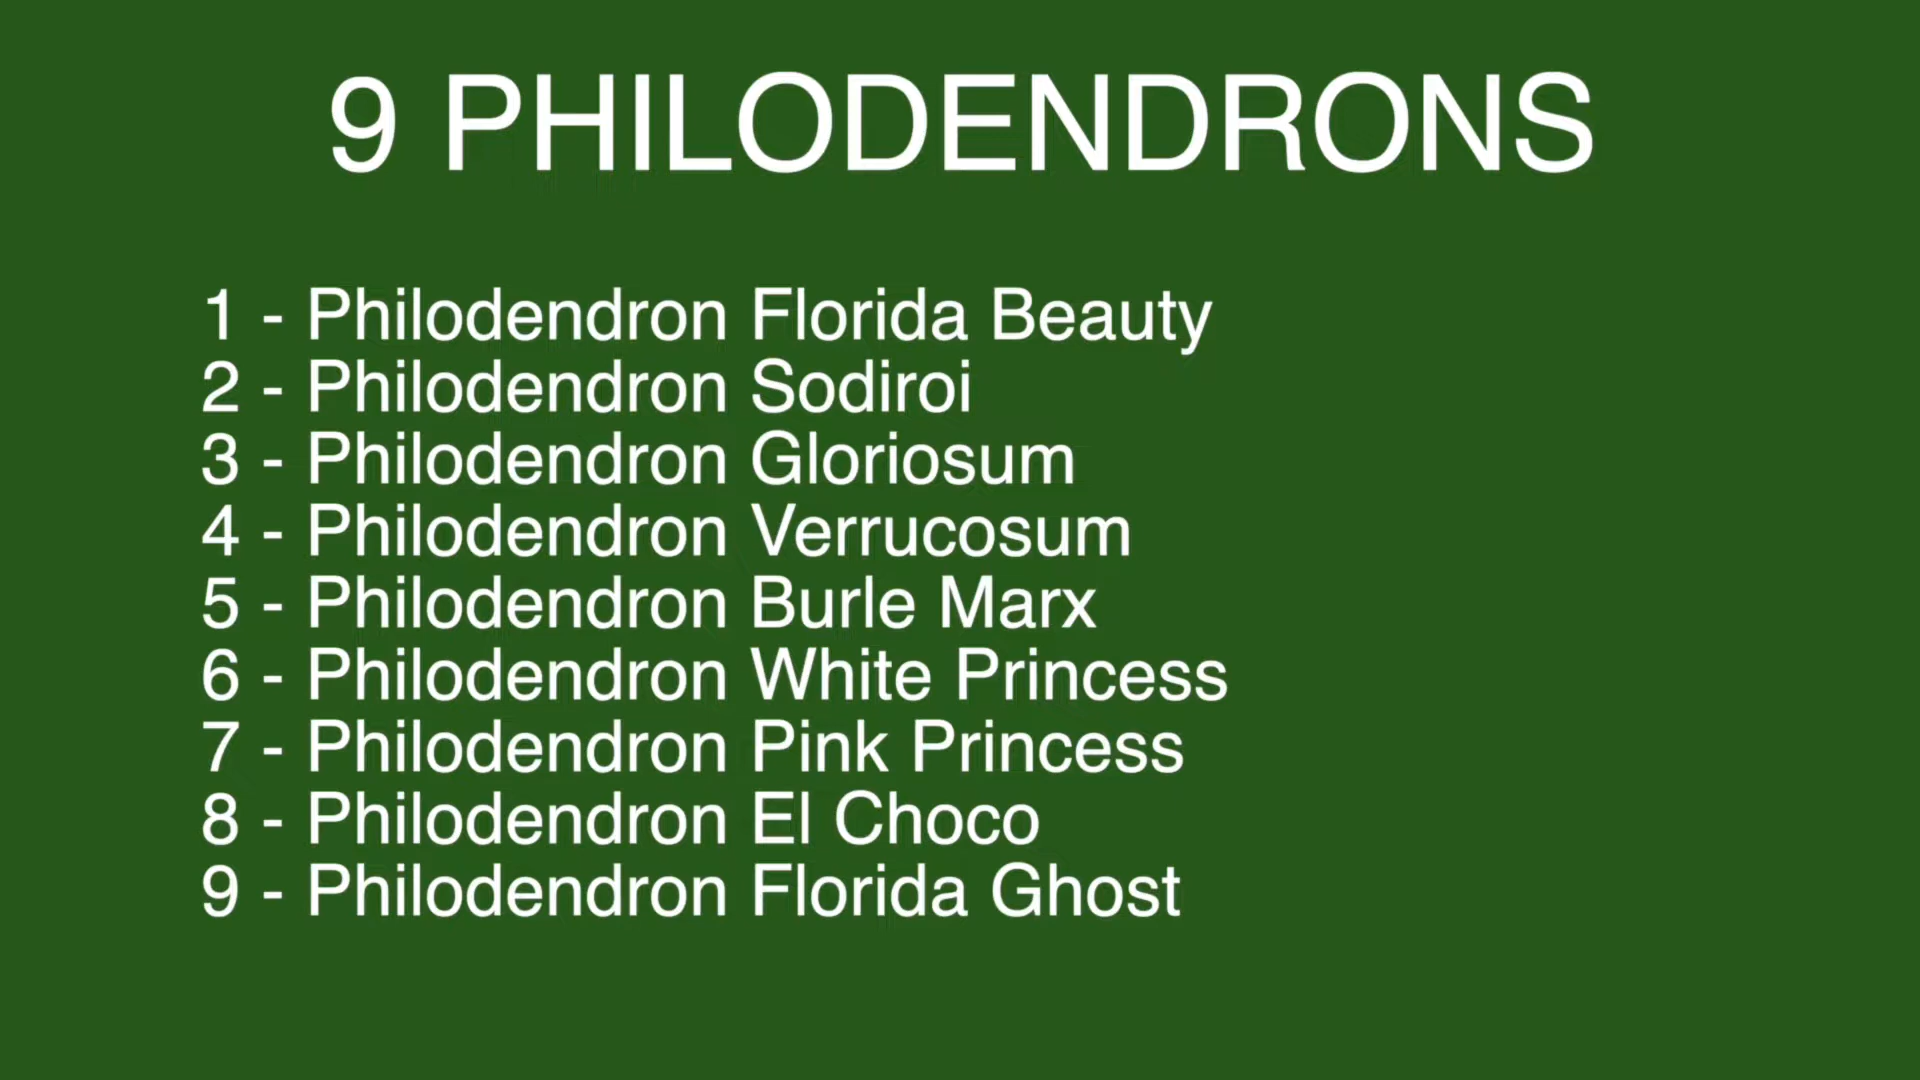 9 PHILODENDRONS
1 - Philodendron Florida Beauty
2 - Philodendron Sodiroi
3 - Philodendron Gloriosum
4 - Philodendron Verrucosum
5 - Philodendron Burle Marx
6 - Philodendron White Princess
7 - Philodendron Pink Princess
8 - Philodendron El Choco
9 - Philodendron Florida Ghost